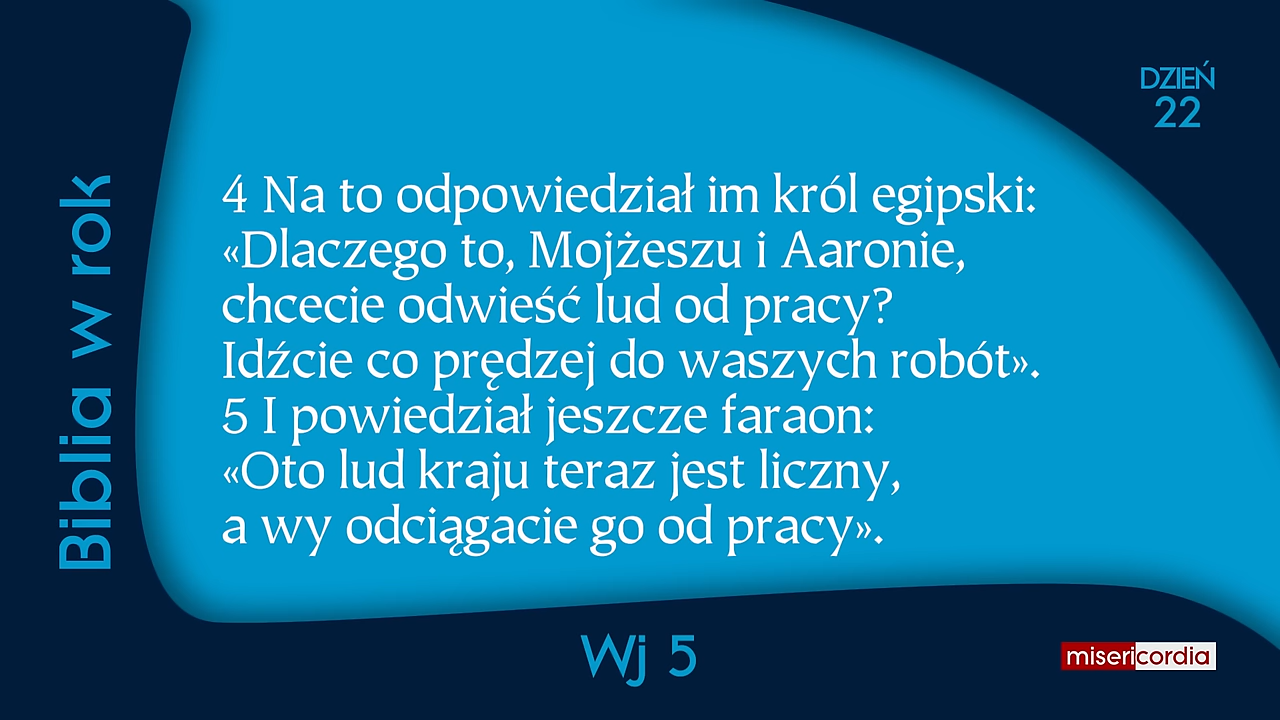 DZIEŃ
22
Biblia w rok
4 Na to odpowiedział im król egipski:
«Dlaczego to, Mojżeszu i Aaronie,
chcecie odwieść lud od pracy?
Idźcie co prędzej do waszych robót».
5 I powiedział jeszcze faraon:
«Oto lud kraju teraz jest liczny,
a wy odciągacie go od pracy».
Wj 5
misericordia